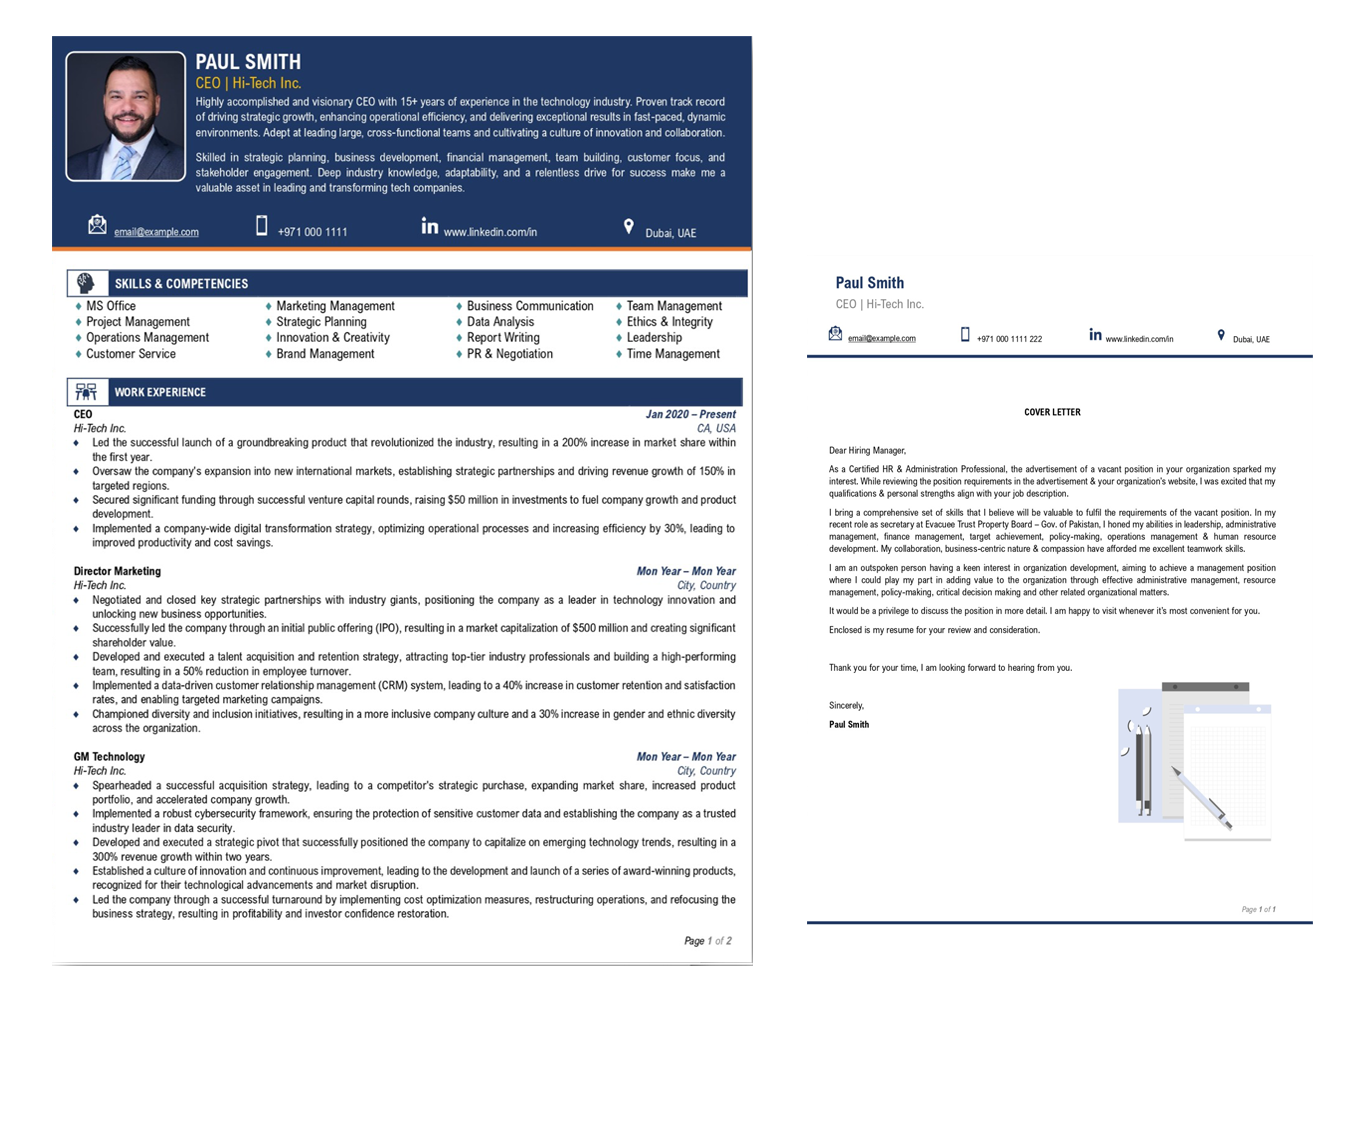 PAUL SMITH
CEO | Hi-Tech Inc.
Highly accomplished and visionary CEO with 15+ years of experience in the technology industry. Proven track record
of driving strategic growth, enhancing operational efficiency, and delivering exceptional results in fast-paced, dynamic
environments. Adept at leading large, cross-functional teams and cultivating a culture of innovation and collaboration.
Skilled in strategic planning, business development, financial management, team building, customer focus, and
stakeholder engagement. Deep industry knowledge, adaptability, and a relentless drive for success make me a
valuable asset in leading and transforming tech companies.
email@example.com +971 000 1111 www.linkedin.com/in Dubai, UAE
SKILLS & COMPETENCIES
♦ MS Office ♦ Marketing Management ♦ Business Communication ♦ Team Management
♦ Project Management ♦ Strategic Planning ♦ Data Analysis ♦ Ethics & Integrity
♦ Operations Management ♦ Innovation & Creativity ♦ Report Writing ♦ Leadership
♦ Customer Service ♦ Brand Management ♦ PR & Negotiation ♦ Time Management
WORK EXPERIENCE
CEO Jan 2020 – Present
Hi-Tech Inc. CA, USA
♦ Led the successful launch of a groundbreaking product that revolutionized the industry, resulting in a 200% increase in market share within
the first year.
♦ Oversaw the company's expansion into new international markets, establishing strategic partnerships and driving revenue growth of 150% in
targeted regions.
♦ Secured significant funding through successful venture capital rounds, raising $50 million in investments to fuel company growth and product
development.
♦ Implemented a company-wide digital transformation strategy, optimizing operational processes and increasing efficiency by 30%, leading to
improved productivity and cost savings.
Director Marketing Mon Year – Mon Year
Hi-Tech Inc. City, Country
♦ Negotiated and closed key strategic partnerships with industry giants, positioning the company as a leader in technology innovation and
unlocking new business opportunities.
♦ Successfully led the company through an initial public offering (IPO), resulting in a market capitalization of $500 million and creating significant
shareholder value.
♦ Developed and executed a talent acquisition and retention strategy, attracting top-tier industry professionals and building a high-performing
team, resulting in a 50% reduction in employee turnover.
♦ Implemented a data-driven customer relationship management (CRM) system, leading to a 40% increase in customer retention and satisfaction
rates, and enabling targeted marketing campaigns.
♦ Championed diversity and inclusion initiatives, resulting in a more inclusive company culture and a 30% increase in gender and ethnic diversity
across the organization.
GM Technology Mon Year – Mon Year
Hi-Tech Inc. City, Country
♦ Spearheaded a successful acquisition strategy, leading to a competitor's strategic purchase, expanding market share, increased product
portfolio, and accelerated company growth.
♦ Implemented a robust cybersecurity framework, ensuring the protection of sensitive customer data and establishing the company as a trusted
industry leader in data security.
♦ Developed and executed a strategic pivot that successfully positioned the company to capitalize on emerging technology trends, resulting in a
300% revenue growth within two years.
♦ Established a culture of innovation and continuous improvement, leading to the development and launch of a series of award-winning products,
recognized for their technological advancements and market disruption.
♦ Led the company through a successful turnaround by implementing cost optimization measures, restructuring operations, and refocusing the
business strategy, resulting in profitability and investor confidence restoration.
Page 1 of 2
Paul Smith
CEO | Hi-Tech Inc.
email@example.com +971 000 1111 222 www.linkedin.com/in Dubai, UAE
COVER LETTER
Dear Hiring Manager,
As a Certified HR & Administration Professional, the advertisement of a vacant position in your organization sparked my
interest. While reviewing the position requirements in the advertisement & your organization's website, I was excited that my
qualifications & personal strengths align with your job description.
I bring a comprehensive set of skills that I believe will be valuable to fulfil the requirements of the vacant position. In my
recent role as secretary at Evacuee Trust Property Board – Gov. of Pakistan, I honed my abilities in leadership, administrative
management, finance management, target achievement, policy-making, operations management & human resource
development. My collaboration, business-centric nature & compassion have afforded me excellent teamwork skills.
I am an outspoken person having a keen interest in organization development, aiming to achieve a management position
where I could play my part in adding value to the organization through effective administrative management, resource
management, policy-making, critical decision making and other related organizational matters.
It would be a privilege to discuss the position in more detail. I am happy to visit whenever it's most convenient for you.
Enclosed is my resume for your review and consideration.
Thank you for your time, I am looking forward to hearing from you.
Sincerely,
Paul Smith
Page 1 of 1